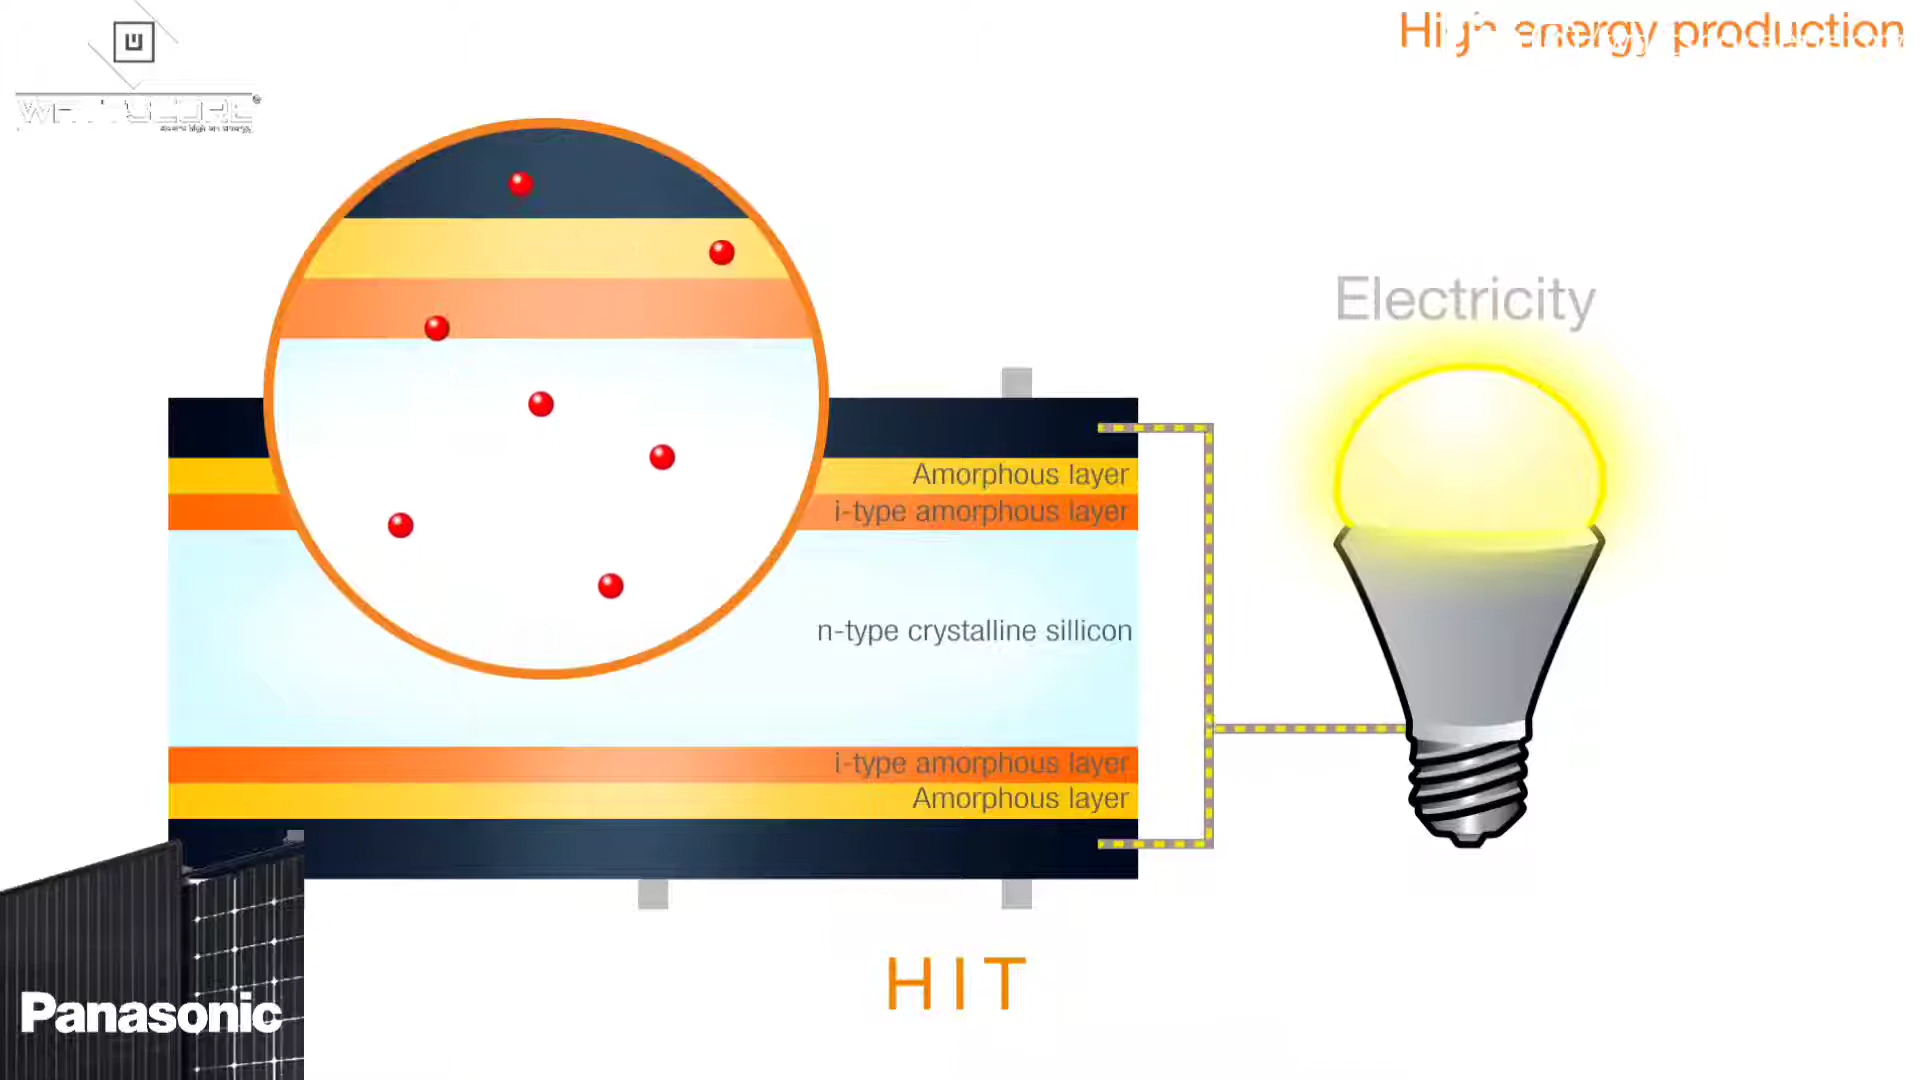 High energy production
WATTSCORE®
Electricity
Amorphous layer
i-type amorphous layer
n-type crystalline sillicon
i-type amorphous layer
Amorphous layer
HIT
Panasonic